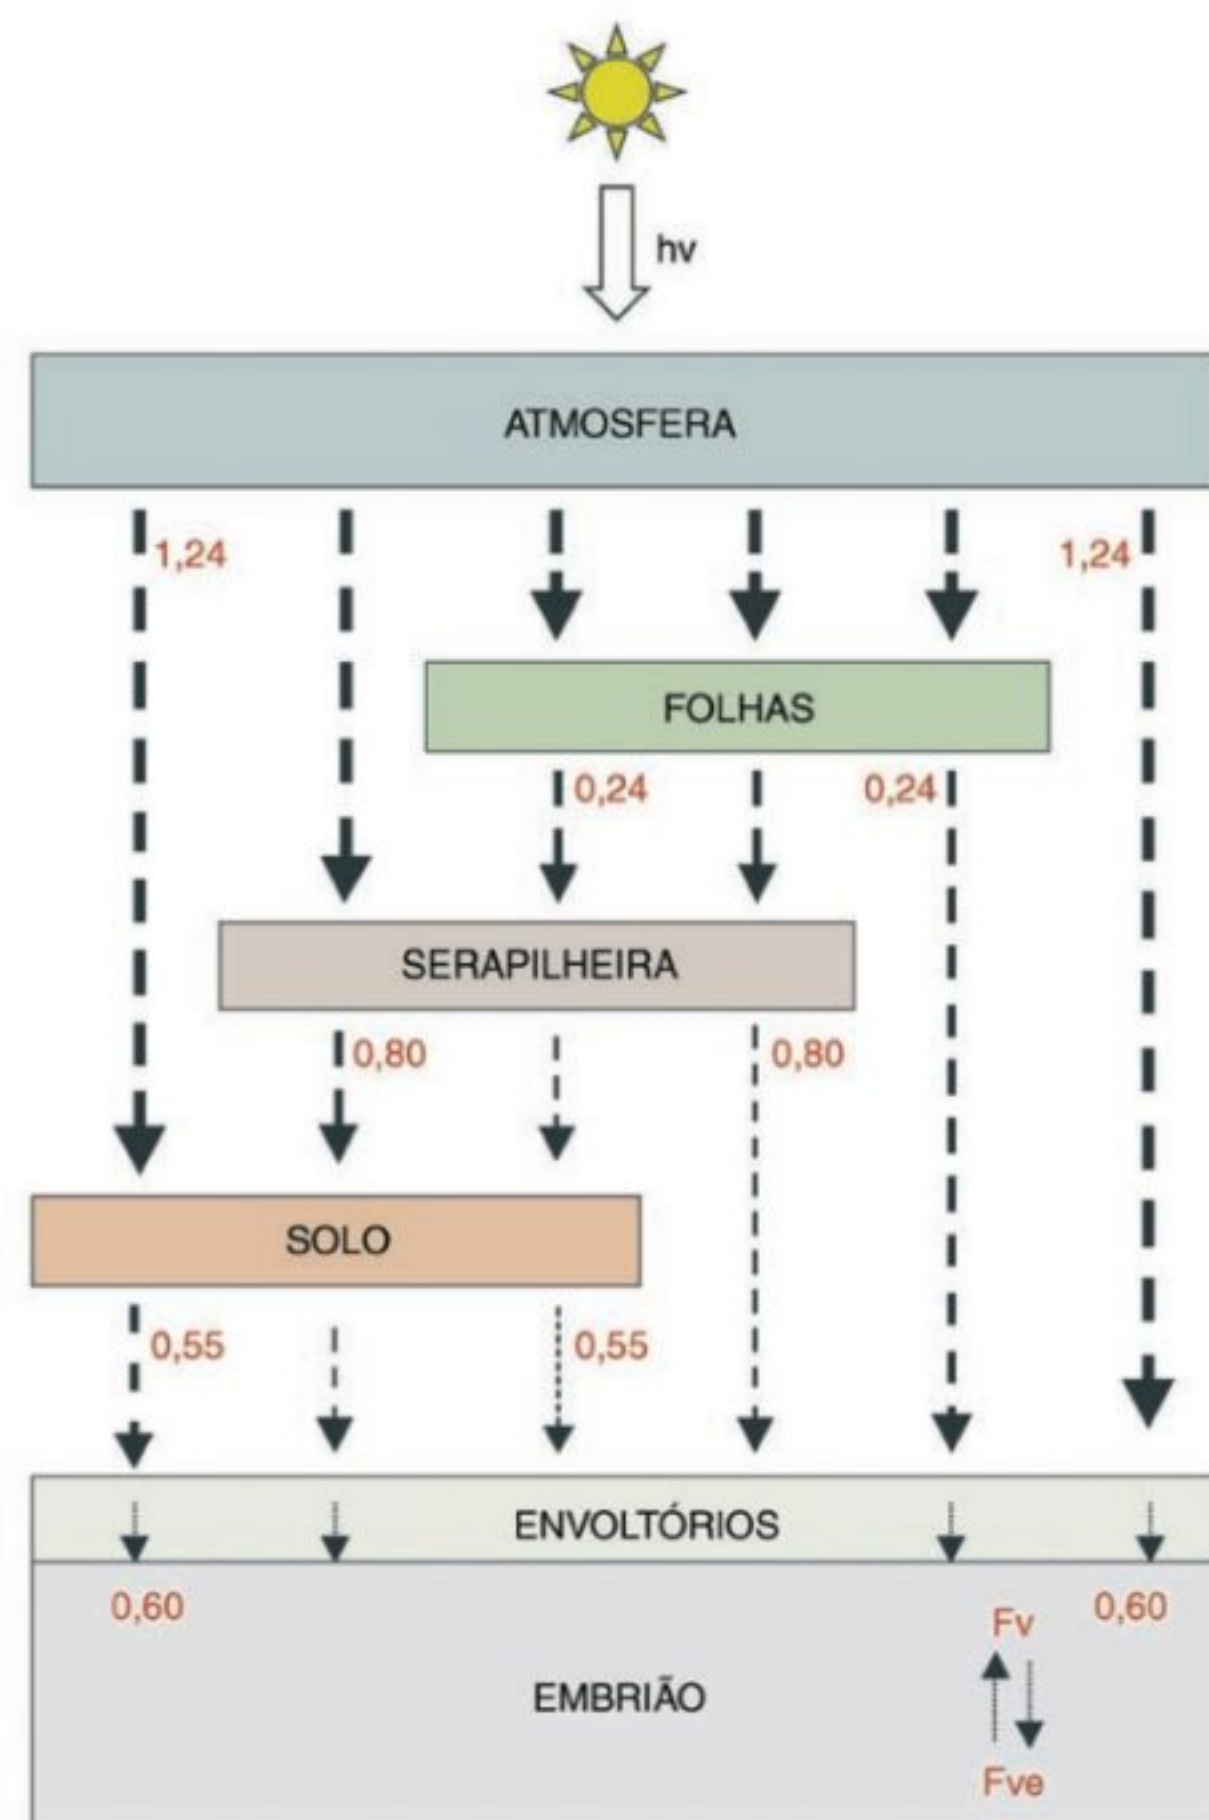 hv
ATMOSFERA
1,24
1,24
FOLHAS
0,24
0,24
SERAPILHEIRA
0,80
0,80
SOLO
0,55
0,55
ENVOLTÓRIOS
0,60
0,60
Fv
EMBRIÃO
Fve